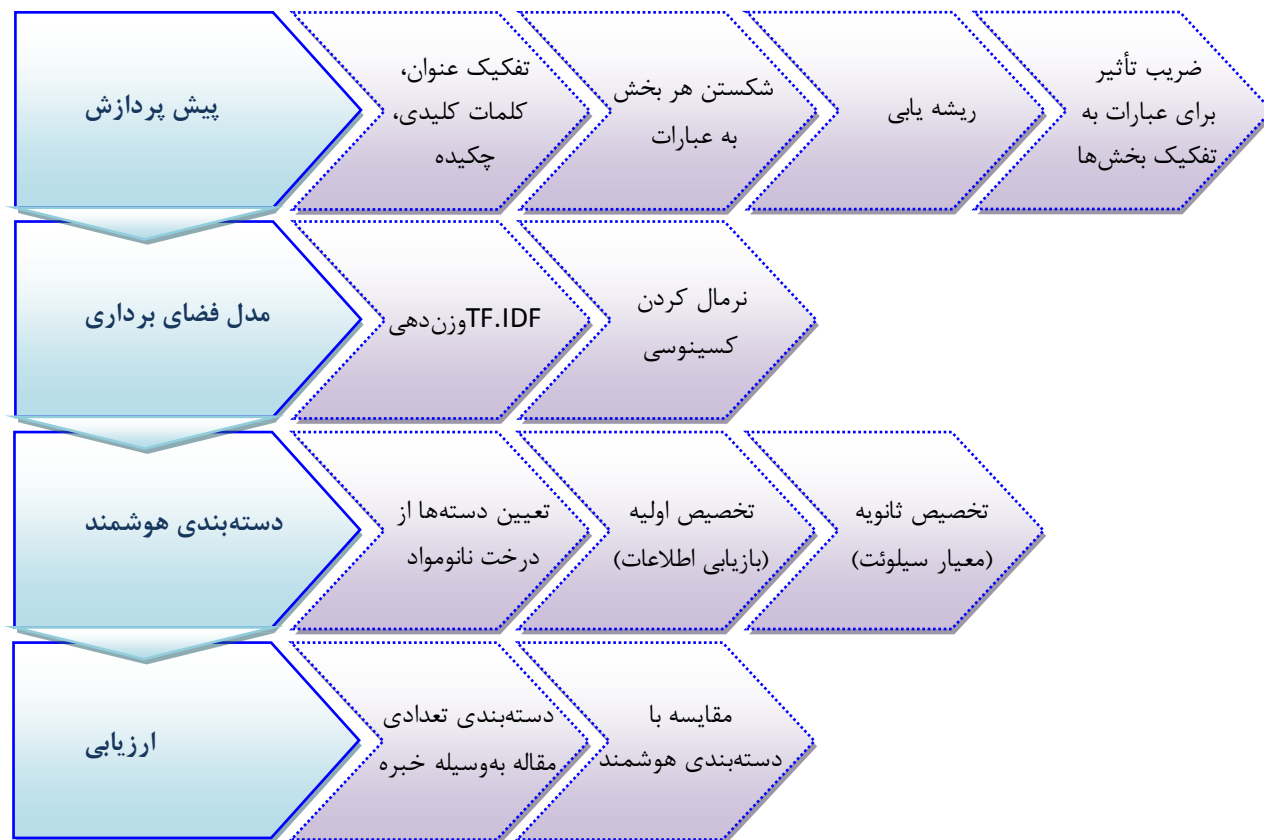 پیش پردازش
تفکیک عنوان،
کلمات کلیدی،
چکیده
شکستن هر بخش
به عبارات
ریشه یابی
ضریب تأثیر
برای عبارات به
تفکیک بخش‌ها
مدل فضای برداری
TF.IDFوزن‌دهی
نرمال کردن
کسینوسی
دسته‌بندی هوشمند
تعیین دسته‌ها از
درخت نانومواد
تخصیص اولیه
(بازیابی اطلاعات)
تخصیص ثانویه
(معیار سیلوئت)
ارزیابی
دسته‌بندی تعدادی
مقاله به‌وسیله خبره
مقایسه با
دسته‌بندی هوشمند